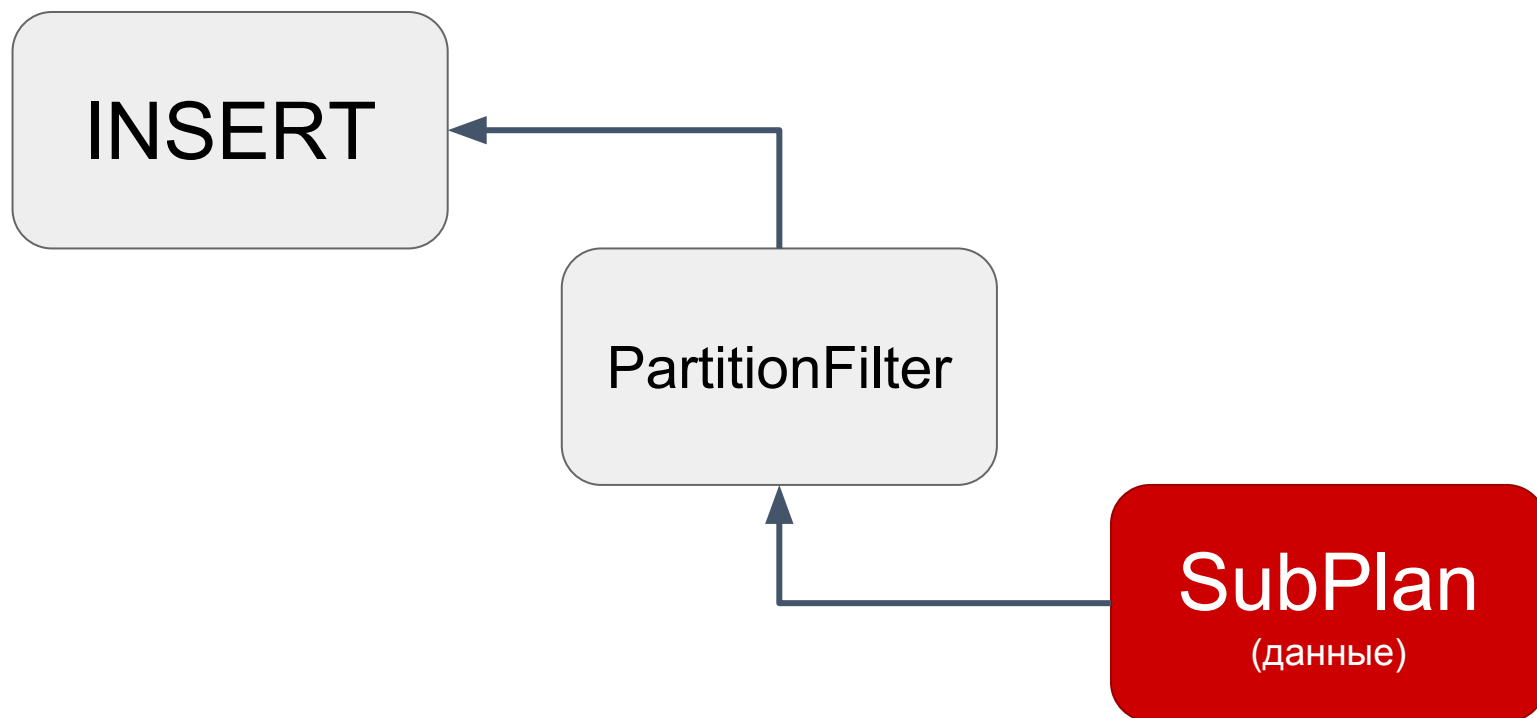 INSERT
PartitionFilter
SubPlan
(данные)